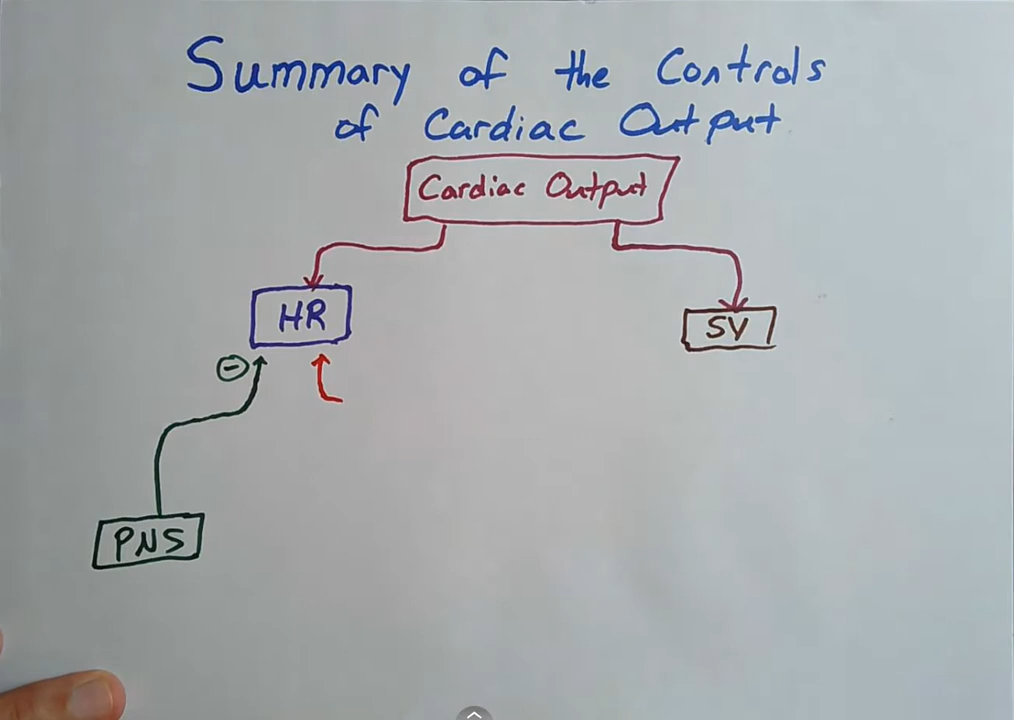 Summary of the Controls
of Cardiac Output
Cardiac Output
HR
SV
−
PNS